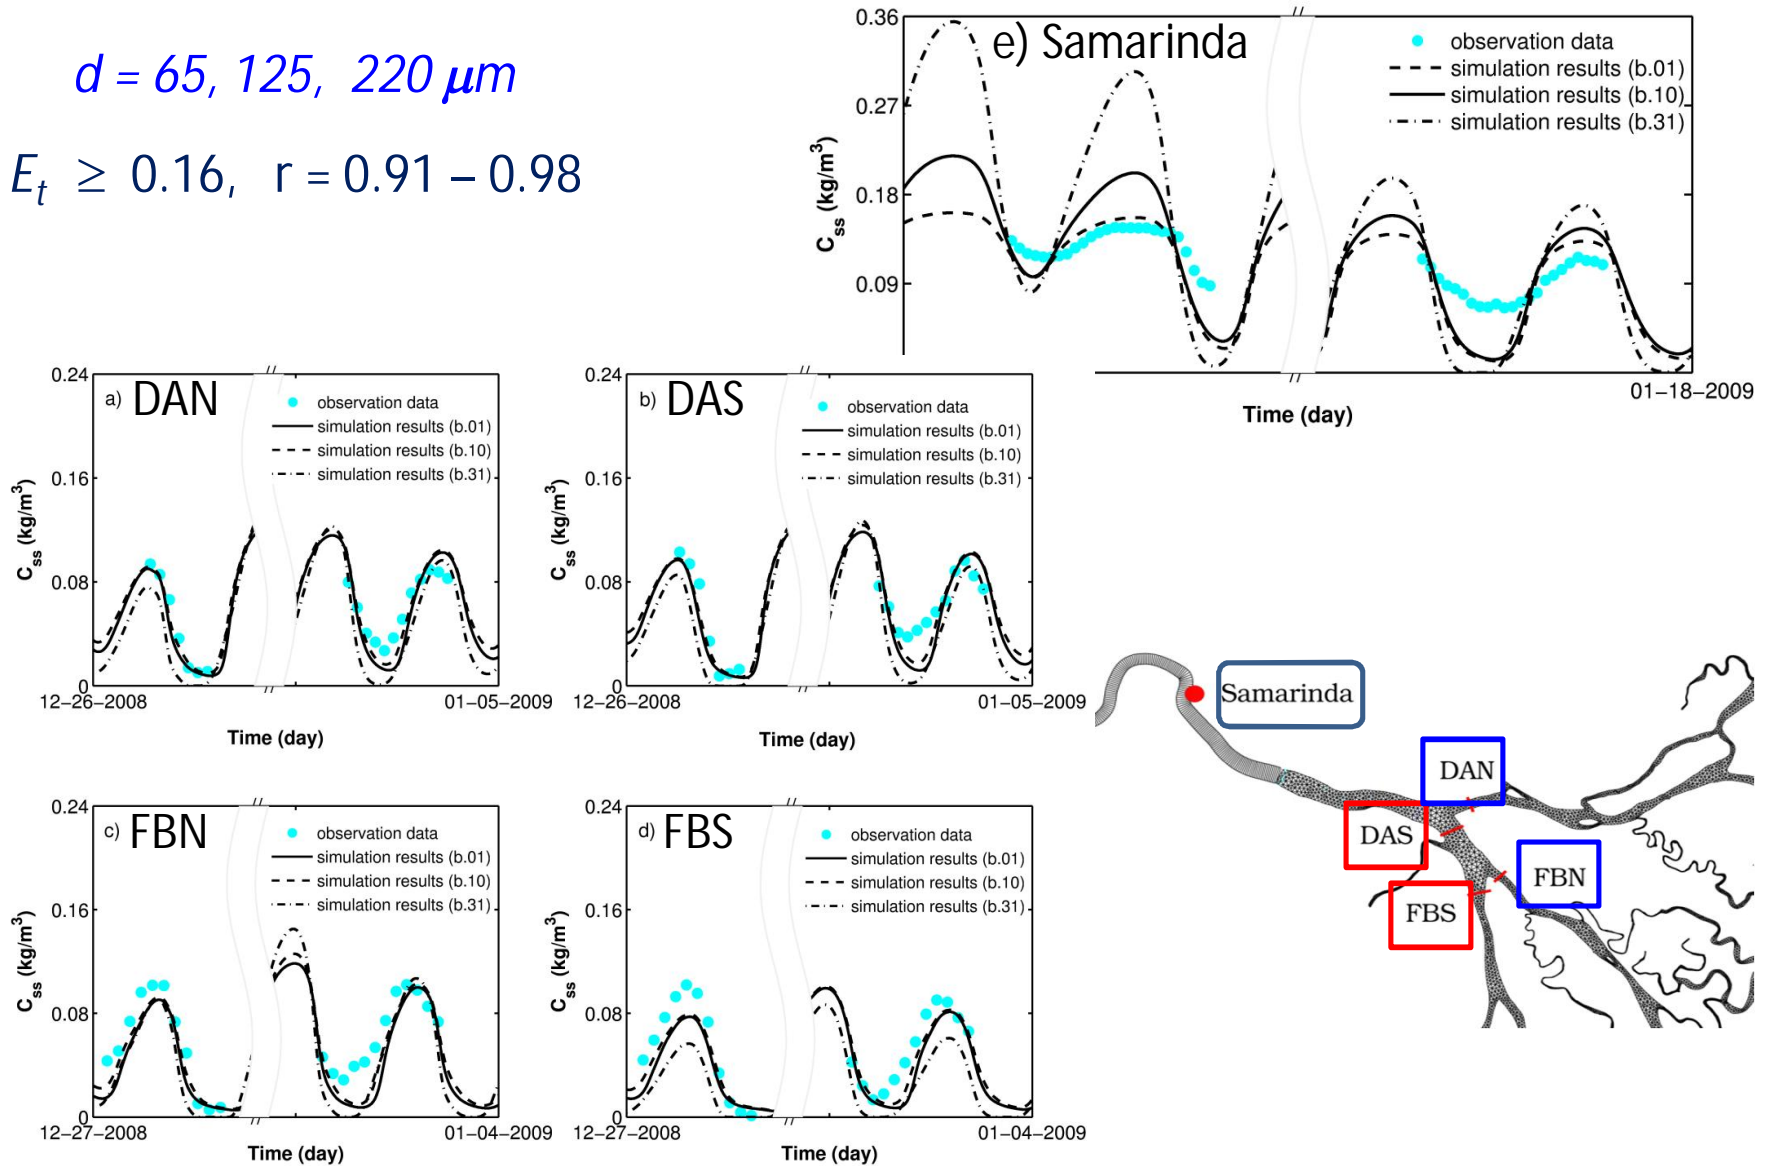 d = 65, 125, 220 μm
Et ≥ 0.16, r = 0.91 – 0.98
e) Samarinda
observation data
simulation results (b.01)
simulation results (b.10)
simulation results (b.31)
0.36
0.27
0.18
0.09
Css (kg/m³)
01–18–2009
Time (day)
a) DAN
observation data
simulation results (b.01)
simulation results (b.10)
simulation results (b.31)
0.24
0.16
0.08
0
Css (kg/m³)
12–26–2008
01–05–2009
Time (day)
b) DAS
observation data
simulation results (b.01)
simulation results (b.10)
simulation results (b.31)
0.24
0.16
0.08
0
Css (kg/m³)
12–26–2008
01–05–2009
Time (day)
c) FBN
observation data
simulation results (b.01)
simulation results (b.10)
simulation results (b.31)
0.24
0.16
0.08
0
Css (kg/m³)
12–27–2008
01–04–2009
Time (day)
d) FBS
observation data
simulation results (b.01)
simulation results (b.10)
simulation results (b.31)
0.24
0.16
0.08
0
Css (kg/m³)
12–27–2008
01–04–2009
Time (day)
Samarinda
DAN
DAS
FBN
FBS